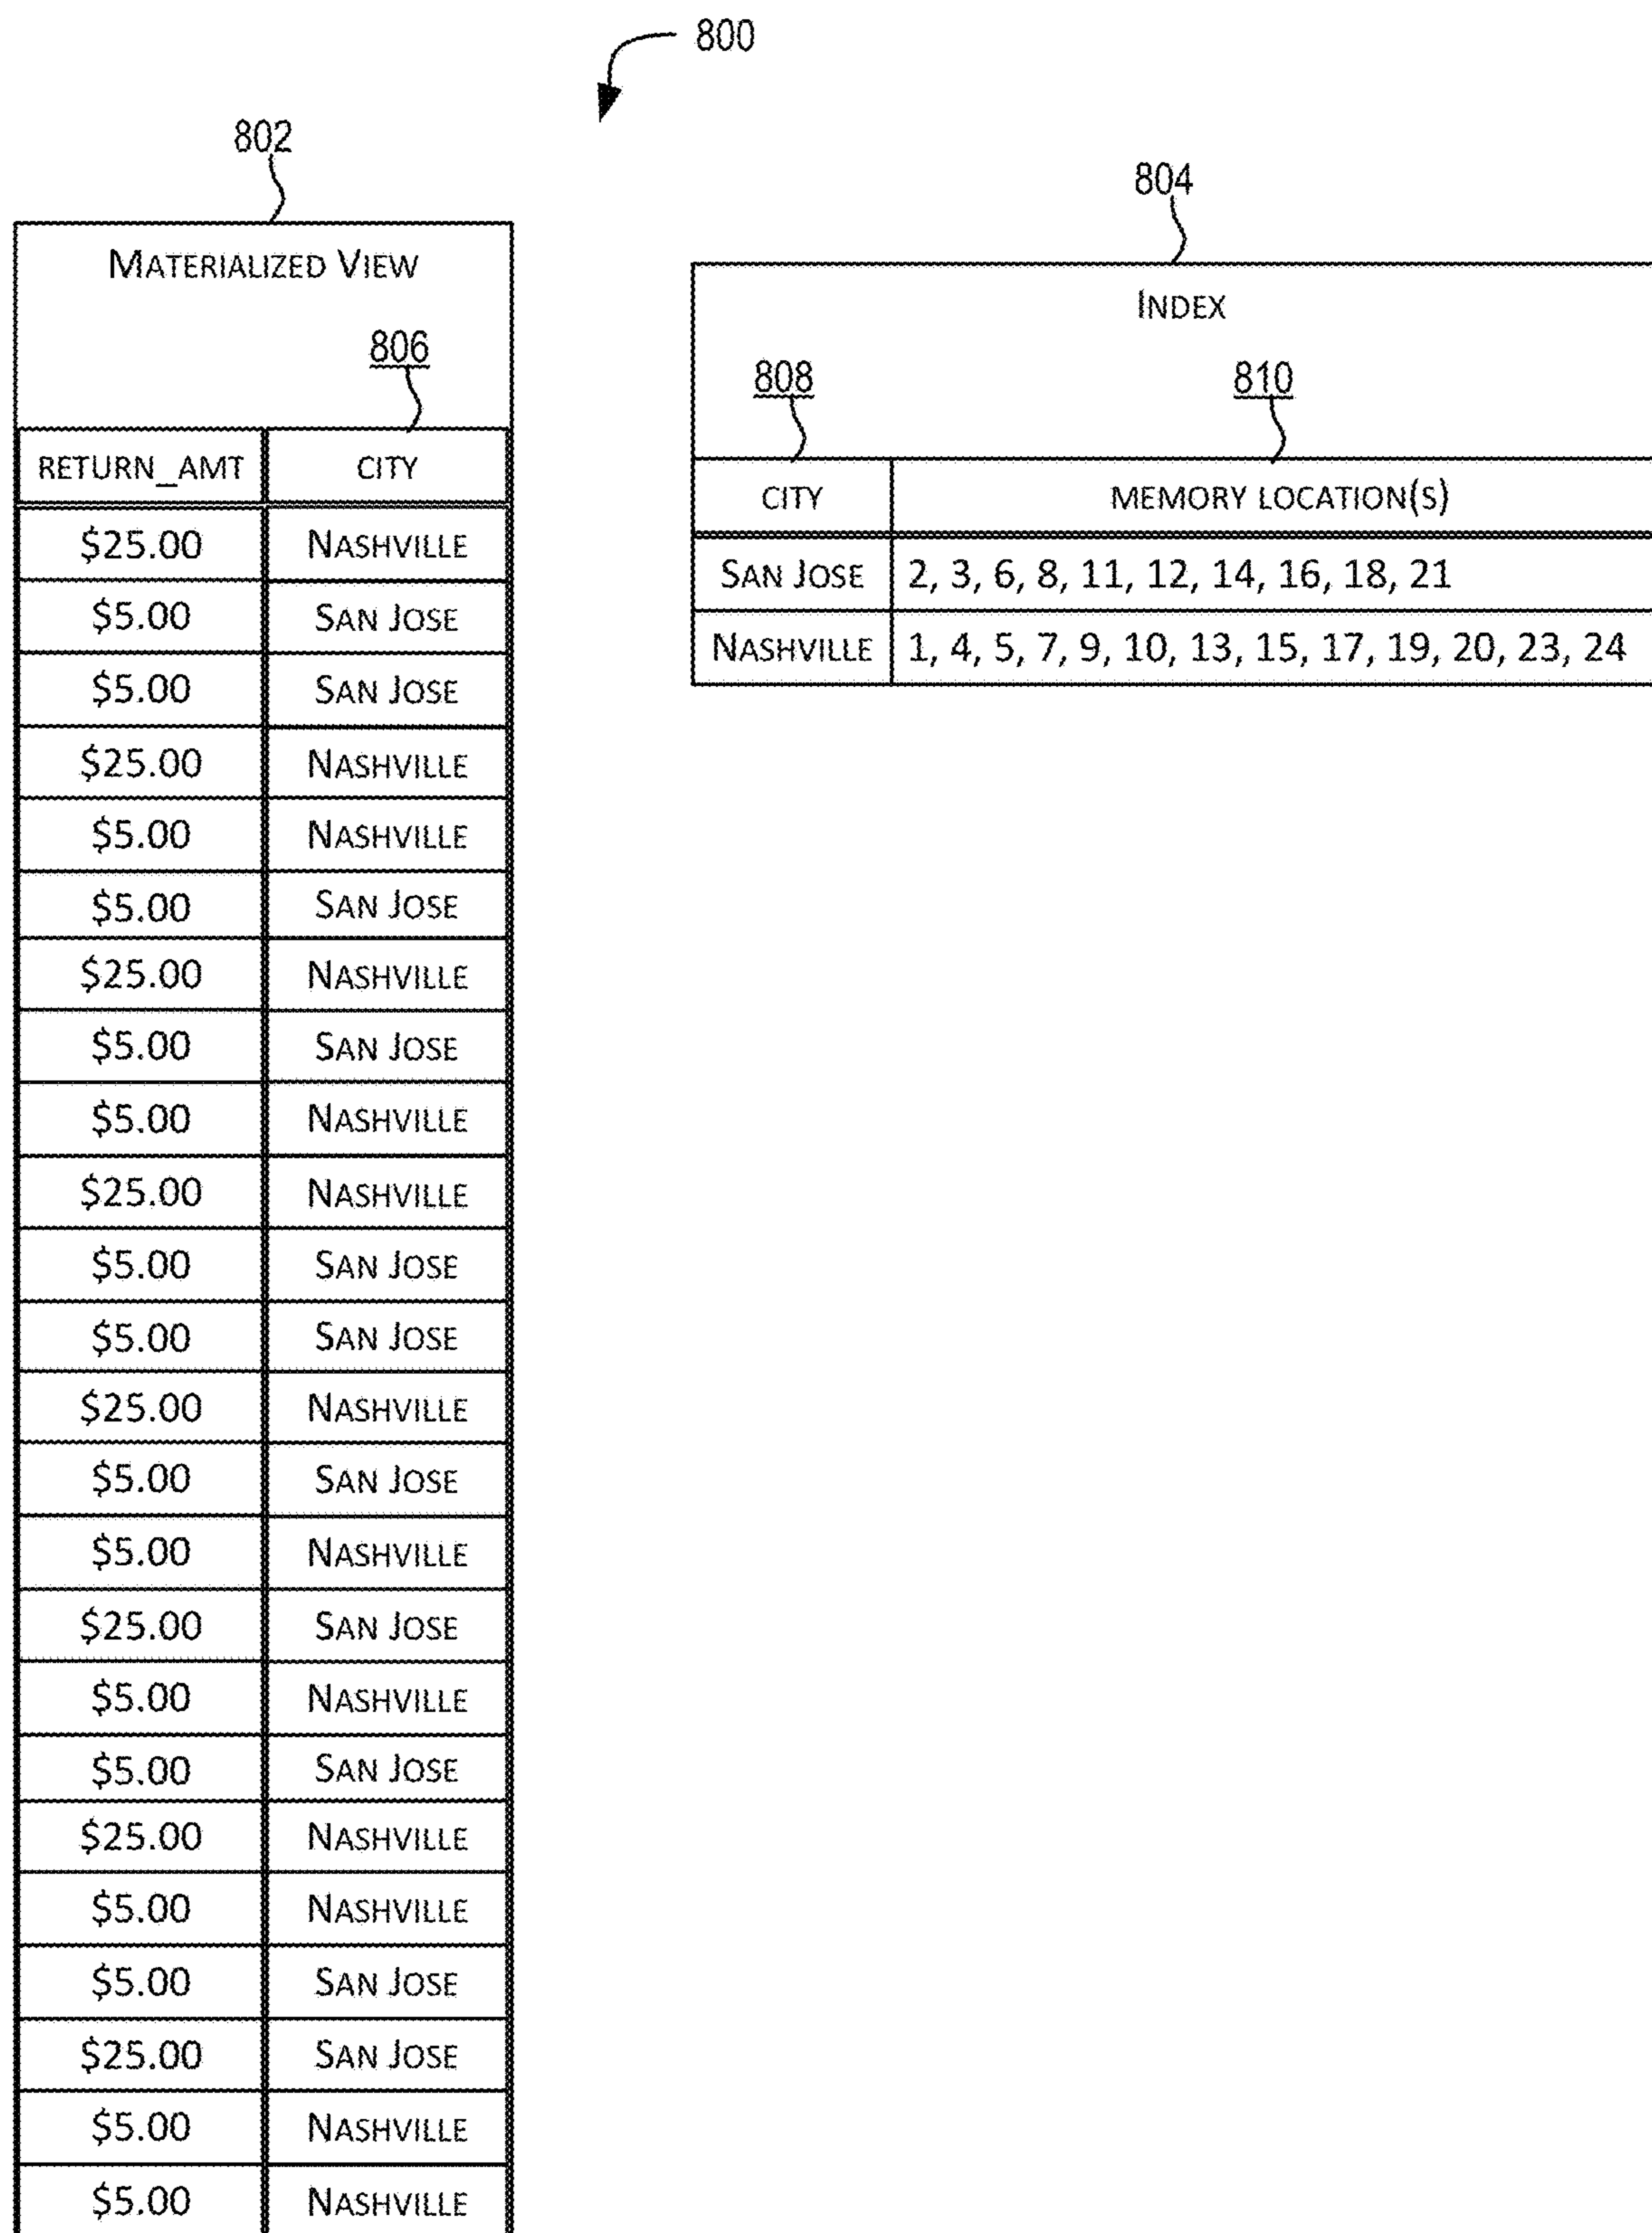 800
802
MATERIALIZED VIEW
806
RETURN_AMT CITY
$25.00 NASHVILLE
$5.00 SAN JOSE
$5.00 SAN JOSE
$25.00 NASHVILLE
$5.00 NASHVILLE
$5.00 SAN JOSE
$25.00 NASHVILLE
$5.00 SAN JOSE
$5.00 NASHVILLE
$25.00 NASHVILLE
$5.00 SAN JOSE
$5.00 SAN JOSE
$25.00 NASHVILLE
$5.00 SAN JOSE
$5.00 NASHVILLE
$25.00 SAN JOSE
$5.00 NASHVILLE
$5.00 SAN JOSE
$25.00 NASHVILLE
$5.00 NASHVILLE
$5.00 SAN JOSE
$25.00 SAN JOSE
$5.00 NASHVILLE
$5.00 NASHVILLE
804
INDEX
808 810
CITY MEMORY LOCATION(S)
SAN JOSE 2, 3, 6, 8, 11, 12, 14, 16, 18, 21
NASHVILLE 1, 4, 5, 7, 9, 10, 13, 15, 17, 19, 20, 23, 24